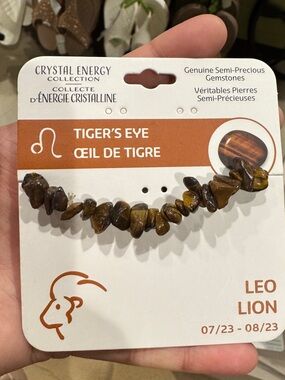 CRYSTAL ENERGY
COLLECTION
COLLECTE
D'ÉNERGIE CRISTALLINE
Genuine Semi-Precious
Gemstones
Véritables Pierres
Semi-Précieuses
TIGER'S EYE
ŒIL DE TIGRE
LEO
LION
07/23 - 08/23